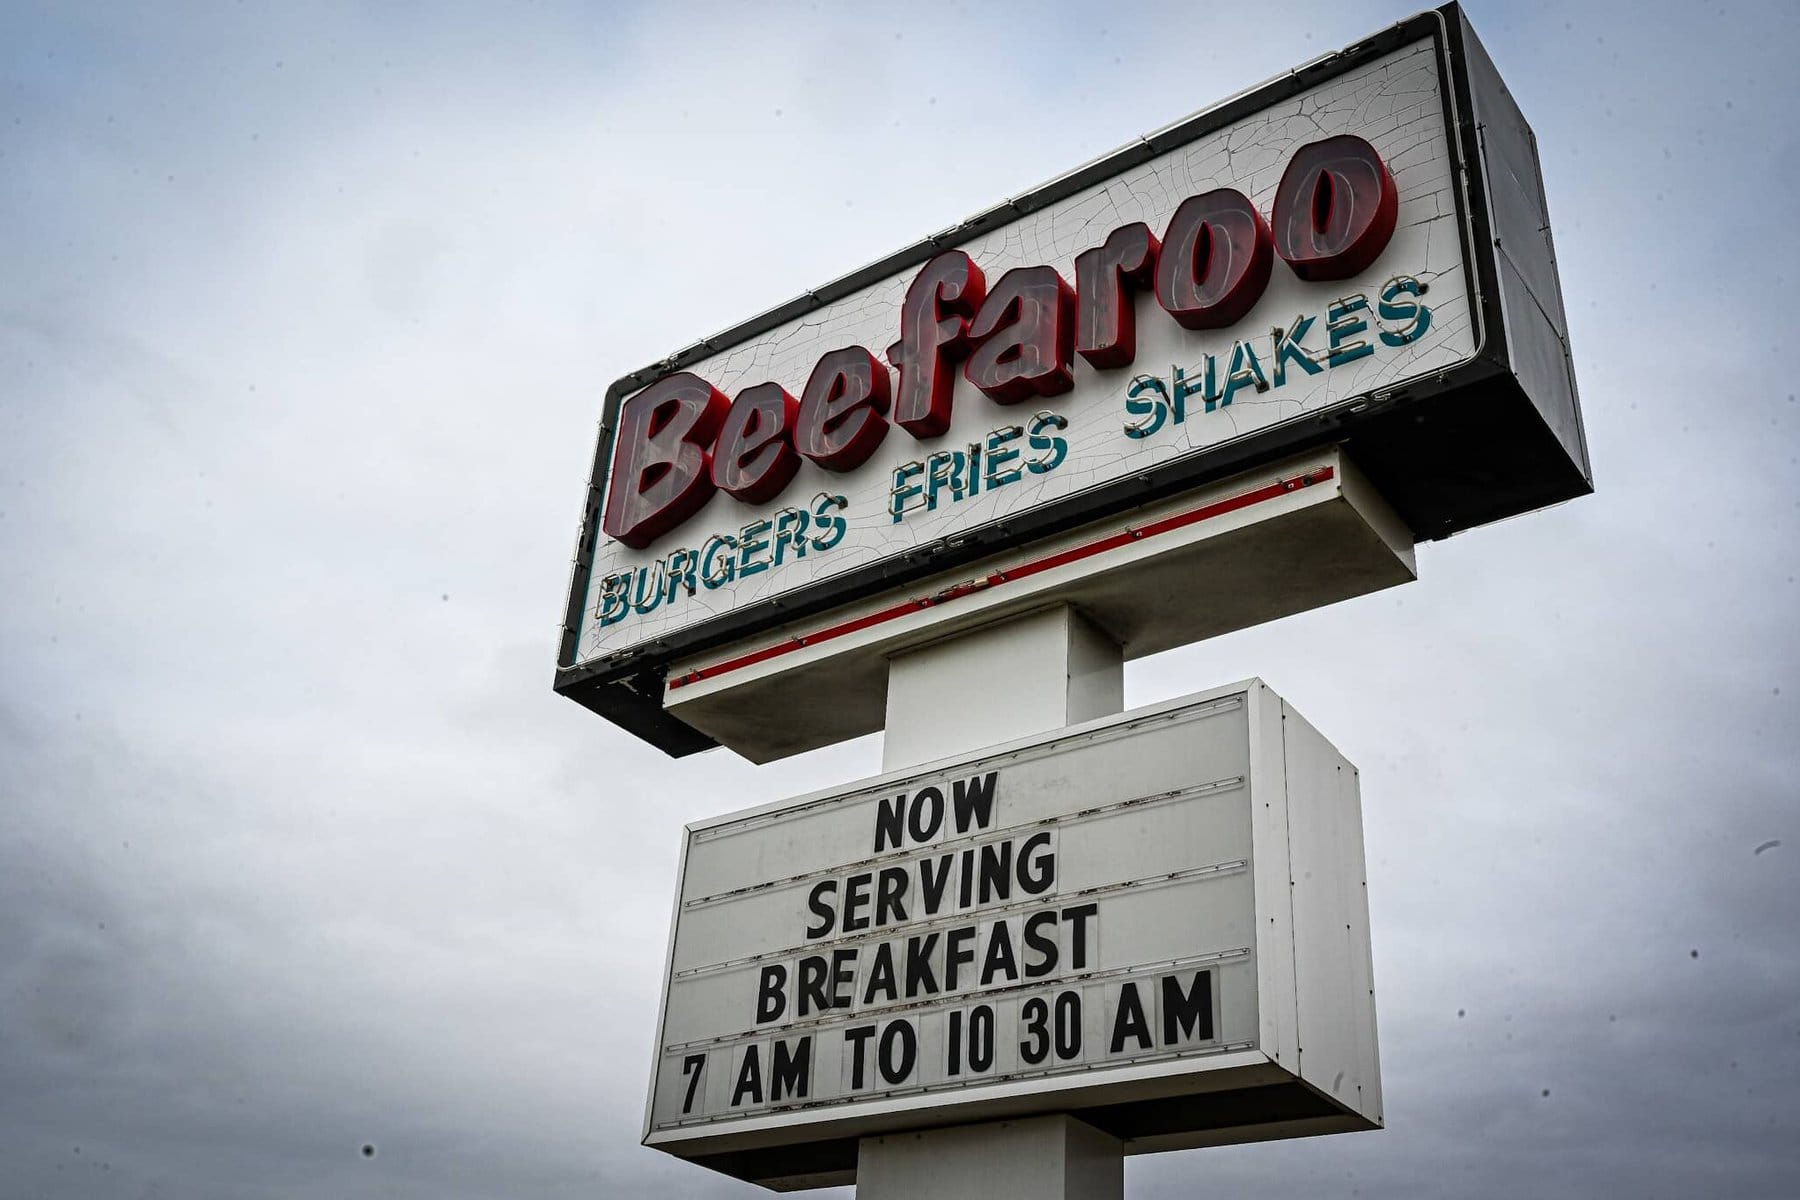 Beefaroo
BURGERS FRIES SHAKES
NOW
SERVING
BREAKFAST
7 AM TO 10 30 AM